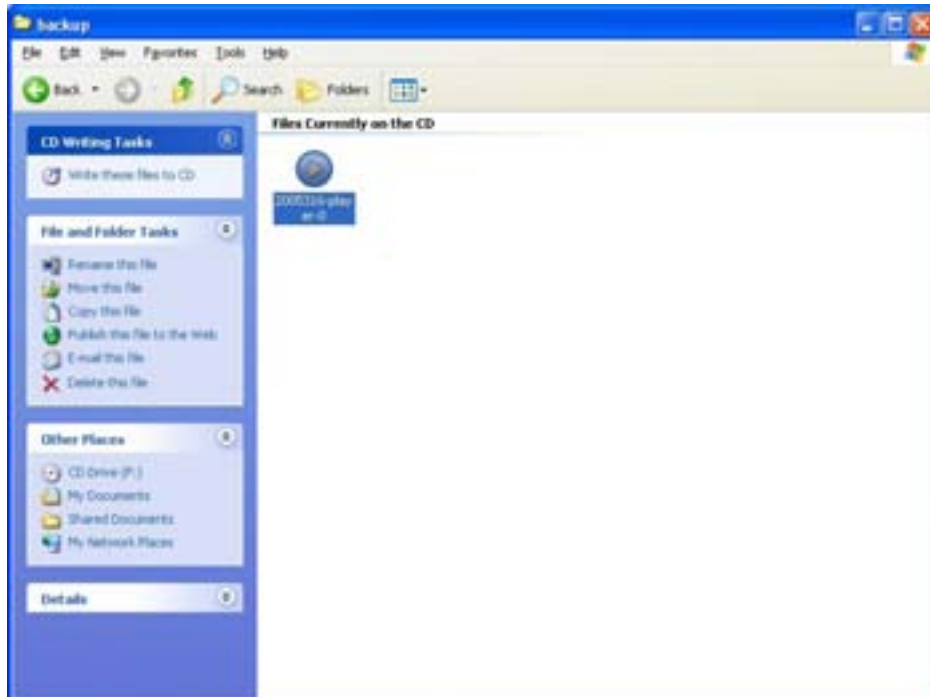 backup
File Edit View Favorites Tools Help
Back Search Folders
Files Currently on the CD
CD Writing Tasks
Write these files to CD
File and Folder Tasks
Rename this file
Move this file
Copy this file
Publish this file to the Web
E-mail this file
Delete this file
Other Places
CD Drive (F:)
My Documents
Shared Documents
My Network Places
Details